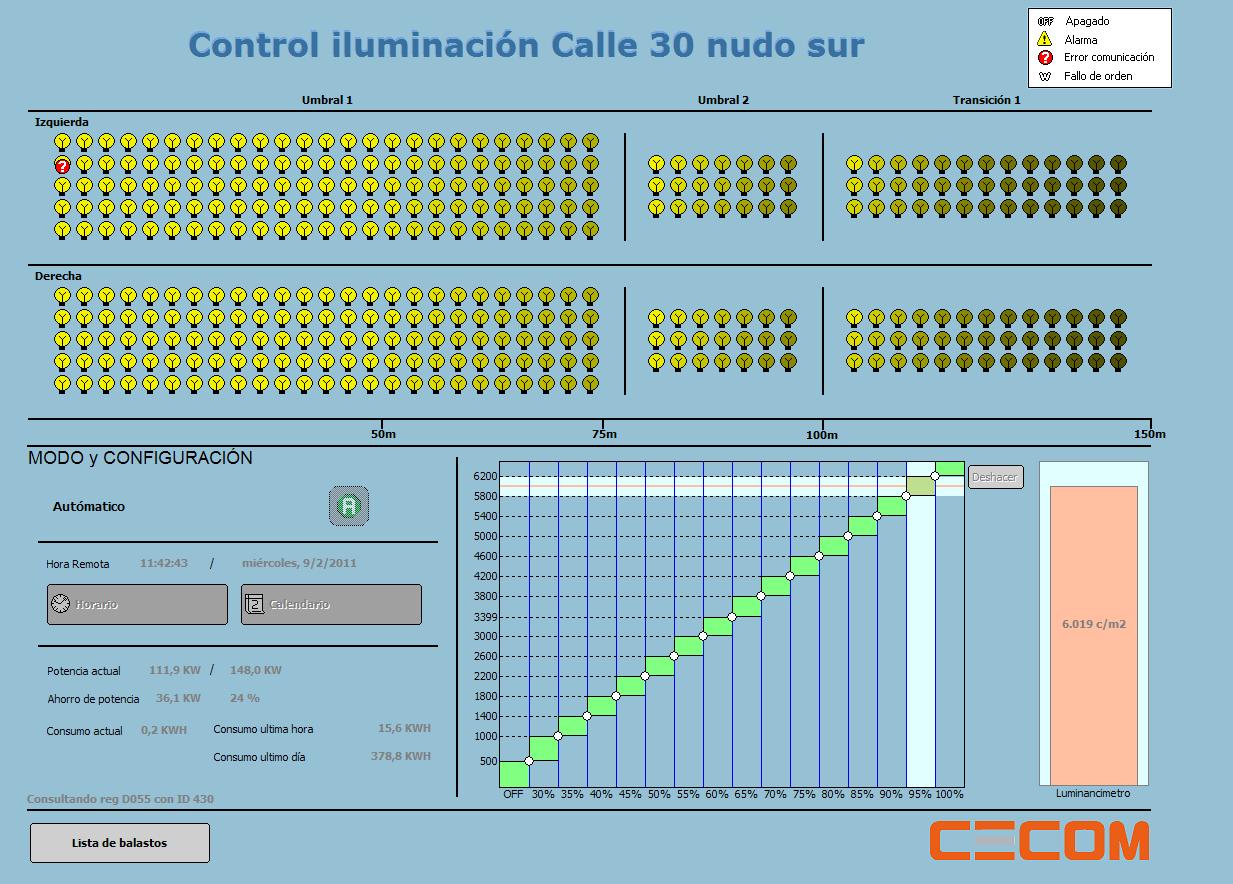 Control iluminación Calle 30 nudo sur
OFF Apagado
Alarma
? Error comunicación
Fallo de orden
Umbral 1 Umbral 2 Transición 1
Izquierda
?
Derecha
50m 75m 100m 150m
MODO y CONFIGURACIÓN
Autómatico
A
Hora Remota 11:42:43 / miércoles, 9/2/2011
Horario
2 Calendario
Potencia actual 111,9 KW / 148,0 KW
Ahorro de potencia 36,1 KW 24 %
Consumo actual 0,2 KWH
Consumo ultima hora 15,6 KWH
Consumo ultimo día 378,8 KWH
Consultando reg D055 con ID 430
Lista de balastos
6200
5800
5400
5000
4600
4200
3800
3399
3000
2600
2200
1800
1400
1000
500
OFF 30% 35% 40% 45% 50% 55% 60% 65% 70% 75% 80% 85% 90% 95% 100%
Deshacer
6.019 c/m2
Luminancimetro
CECOM